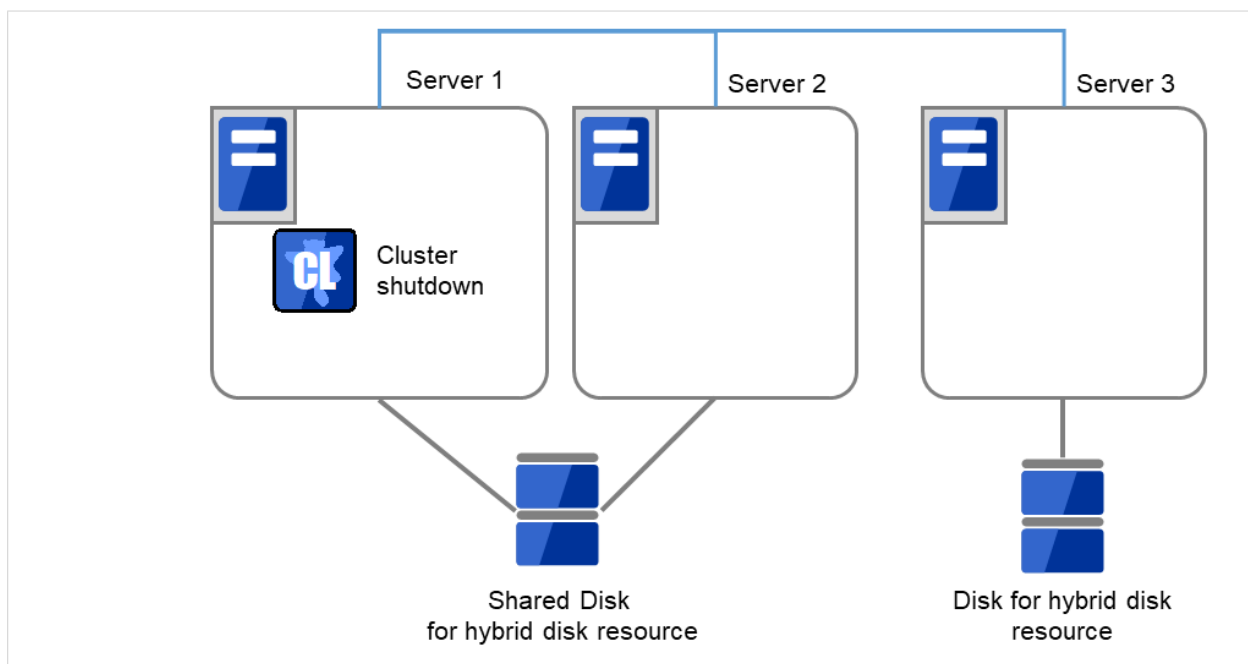 Server 1
Server 2
Server 3
CL
Cluster
shutdown
Shared Disk
for hybrid disk resource
Disk for hybrid disk
resource